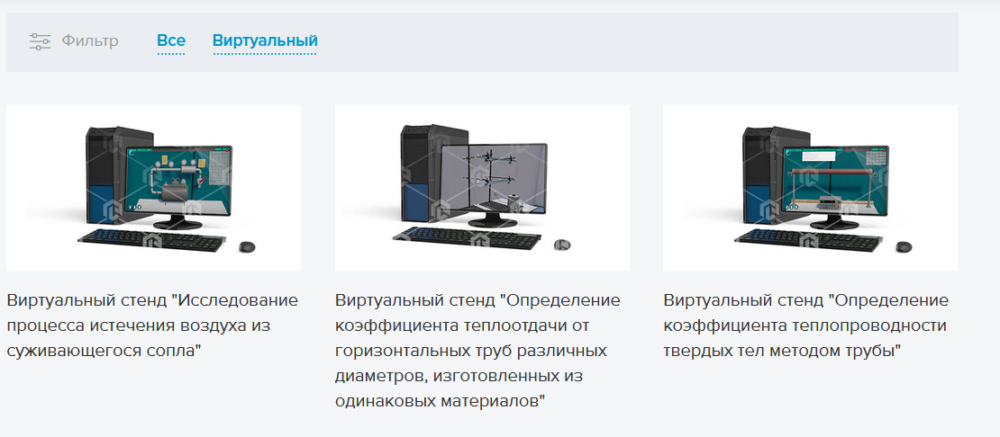 Фильтр Все Виртуальный
Виртуальный стенд "Исследование
процесса истечения воздуха из
суживающегося сопла"
Виртуальный стенд "Определение
коэффициента теплоотдачи от
горизонтальных труб различных
диаметров, изготовленных из
одинаковых материалов"
Виртуальный стенд "Определение
коэффициента теплопроводности
твердых тел методом трубы"